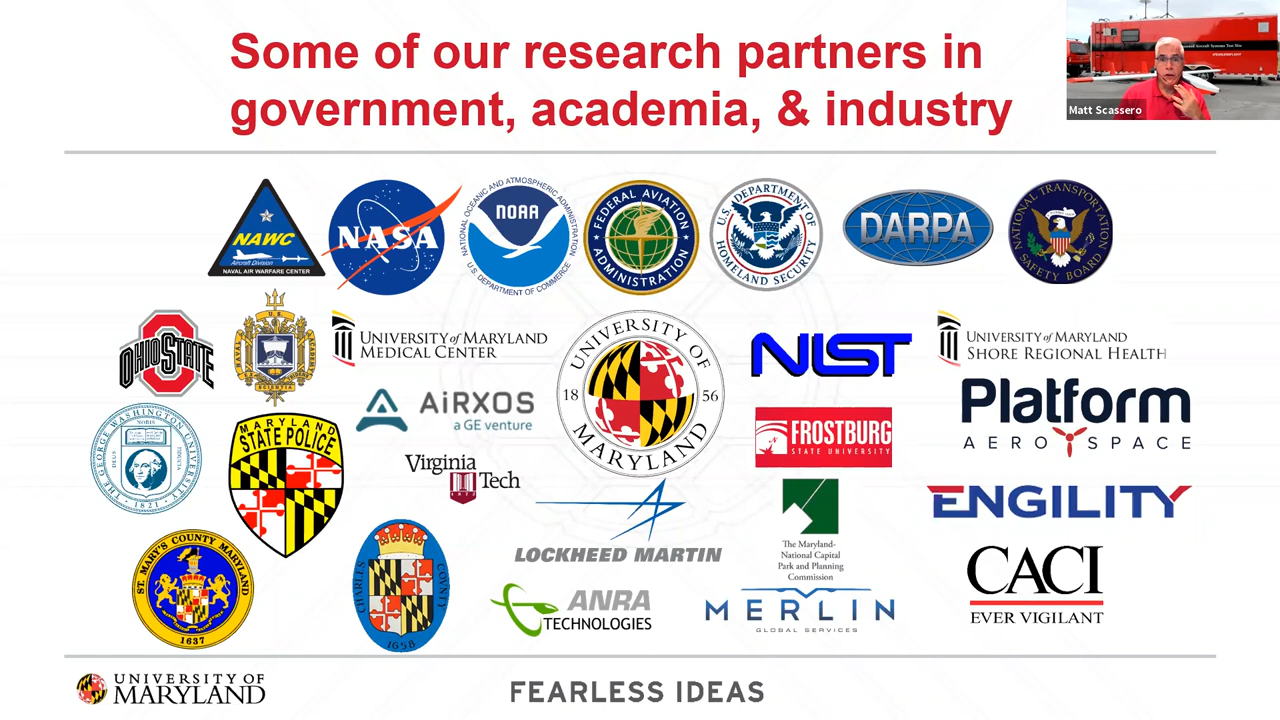 Some of our research partners in
government, academia, & industry
Matt Scassero
NAWC
Aircraft Division
NAVAL AIR WARFARE CENTER
NASA
NATIONAL OCEANIC AND ATMOSPHERIC ADMINISTRATION
NOAA
U.S. DEPARTMENT OF COMMERCE
FEDERAL AVIATION
ADMINISTRATION
U.S. DEPARTMENT OF
HOMELAND SECURITY
DARPA
NATIONAL TRANSPORTATION
SAFETY BOARD
OHIO STATE
UNIVERSITY of MARYLAND
MEDICAL CENTER
UNIVERSITY OF
18 56
MARYLAND
NIST
UNIVERSITY of MARYLAND
SHORE REGIONAL HEALTH
AiRXOS
a GE venture
Platform
AEROSPACE
THE GEORGE WASHINGTON UNIVERSITY
1821
MARYLAND
STATE POLICE
Virginia
Tech
1872
FROSTBURG
STATE UNIVERSITY
LOCKHEED MARTIN
The Maryland-
National Capital
Park and Planning
Commission
ENGILITY
ST. MARY'S COUNTY MARYLAND
1637
CHARLES COUNTY
1658
ANRA
TECHNOLOGIES
MERLIN
GLOBAL SERVICES
CACI
EVER VIGILANT
UNIVERSITY OF
MARYLAND
FEARLESS IDEAS